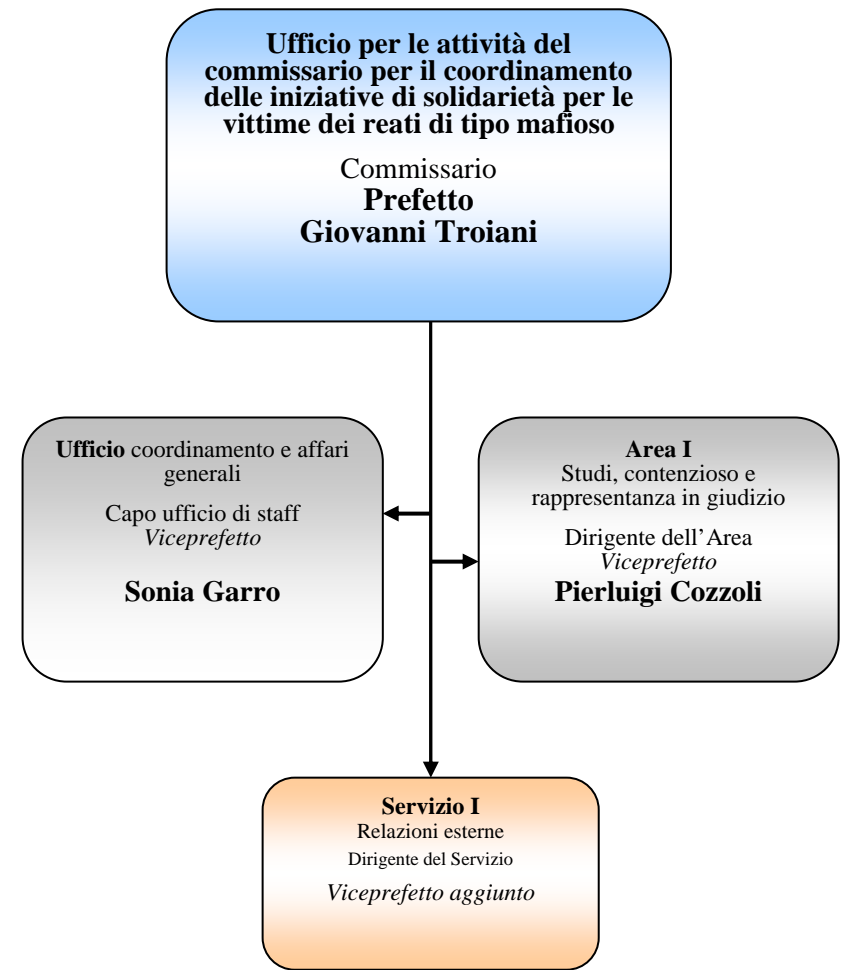 Ufficio per le attività del
commissario per il coordinamento
delle iniziative di solidarietà per le
vittime dei reati di tipo mafioso
Commissario
Prefetto
Giovanni Troiani
Ufficio coordinamento e affari
generali
Capo ufficio di staff
Viceprefetto
Sonia Garro
Area I
Studi, contenzioso e
rappresentanza in giudizio
Dirigente dell’Area
Viceprefetto
Pierluigi Cozzoli
Servizio I
Relazioni esterne
Dirigente del Servizio
Viceprefetto aggiunto